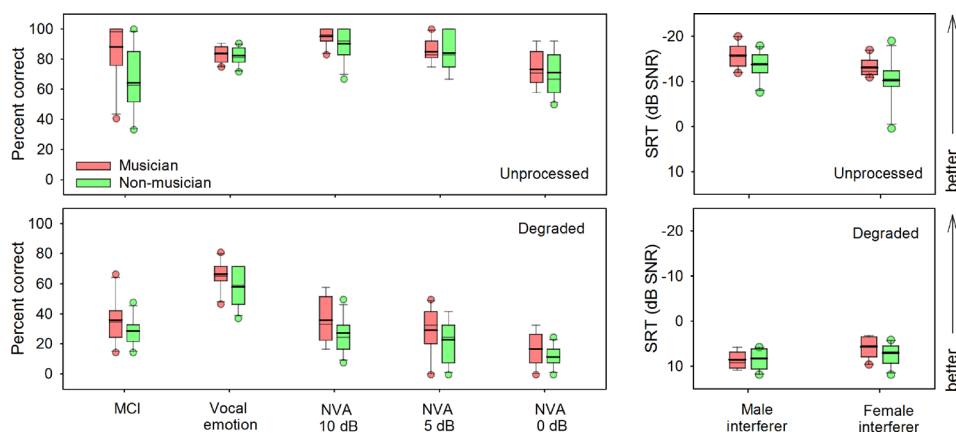 Percent correct
100
80
60
40
20
0
Musician
Non-musician
Unprocessed
SRT (dB SNR)
-20
-10
0
10
Unprocessed
better
Percent correct
100
80
60
40
20
0
Degraded
MCI
Vocal
emotion
NVA
10 dB
NVA
5 dB
NVA
0 dB
SRT (dB SNR)
-20
-10
0
10
Degraded
better
Male
interferer
Female
interferer